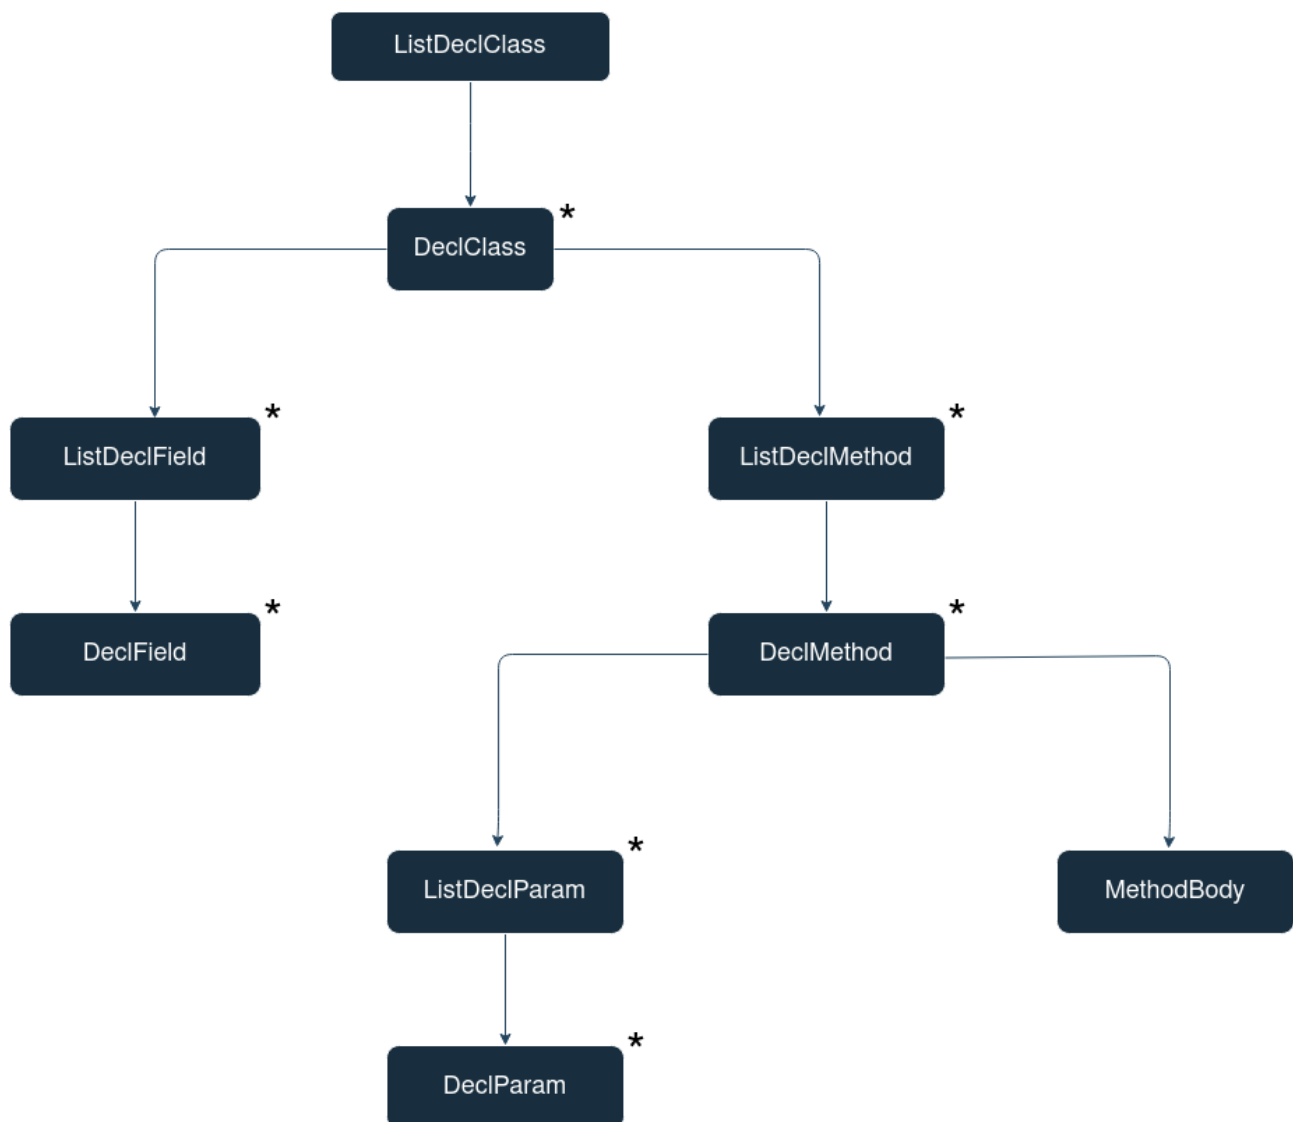 ListDeclClass
*
DeclClass
*
ListDeclField
*
ListDeclMethod
*
DeclField
*
DeclMethod
*
ListDeclParam
MethodBody
*
DeclParam